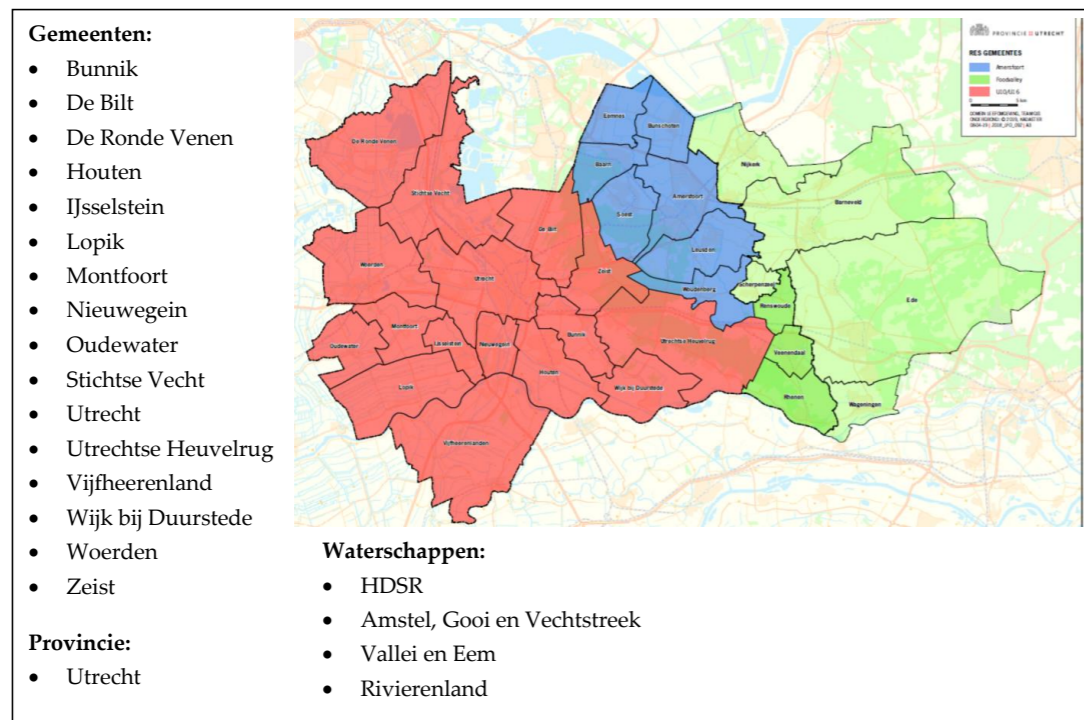 Gemeenten:
• Bunnik
• De Bilt
• De Ronde Venen
• Houten
• IJsselstein
• Lopik
• Montfoort
• Nieuwegein
• Oudewater
• Stichtse Vecht
• Utrecht
• Utrechtse Heuvelrug
• Vijfheerenland
• Wijk bij Duurstede
• Woerden
• Zeist
Provincie:
• Utrecht
PROVINCIE UTRECHT
RES GEMEENTES
Amersfoort
Foodvalley
De Ronde Venen
Stichtse Vecht
Woerden
Utrecht
De Bilt
Zeist
Montfoort
Oudewater
IJsselstein
Nieuwegein
Bunnik
Houten
Lopik
Utrechtse Heuvelrug
Wijk bij Duurstede
Vijfheerenlanden
Eemnes
Bunschoten
Baarn
Soest
Amersfoort
Leusden
Woudenberg
Nijkerk
Barneveld
Scherpenzeel
Renswoude
Ede
Veenendaal
Rhenen
Wageningen
Waterschappen:
• HDSR
• Amstel, Gooi en Vechtstreek
• Vallei en Eem
• Rivierenland